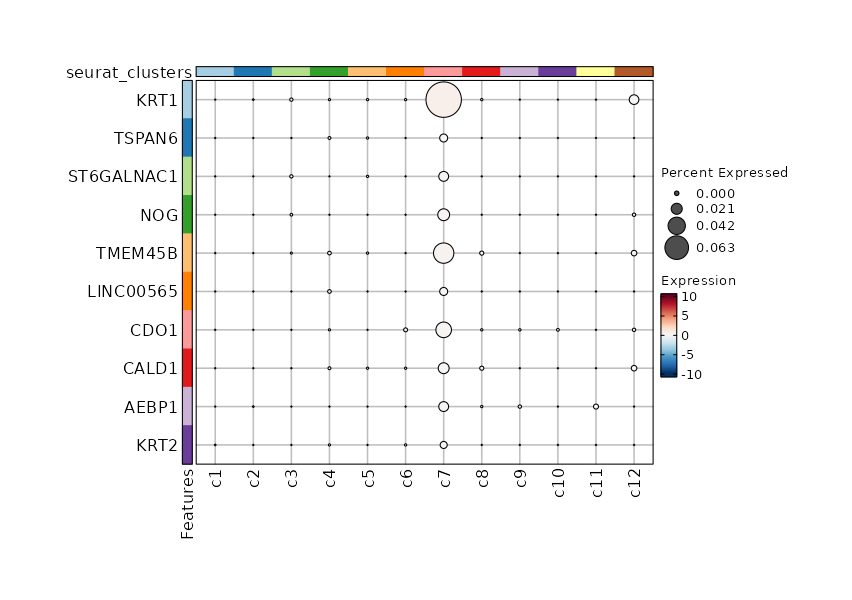 seurat_clusters
KRT1
TSPAN6
ST6GALNAC1
NOG
TMEM45B
LINC00565
CDO1
CALD1
AEBP1
KRT2
Features
c1
c2
c3
c4
c5
c6
c7
c8
c9
c10
c11
c12
Percent Expressed
0.000
0.021
0.042
0.063
Expression
10
5
0
-5
-10